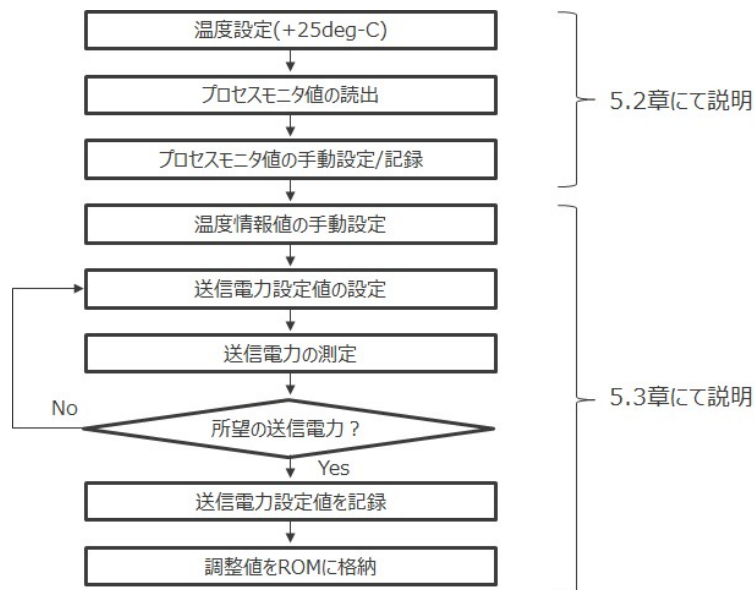 温度設定(+25deg-C)
プロセスモニタ値の読出
プロセスモニタ値の手動設定/記録
5.2章にて説明
温度情報値の手動設定
送信電力設定値の設定
送信電力の測定
所望の送信電力？
No
Yes
送信電力設定値を記録
調整値をROMに格納
5.3章にて説明